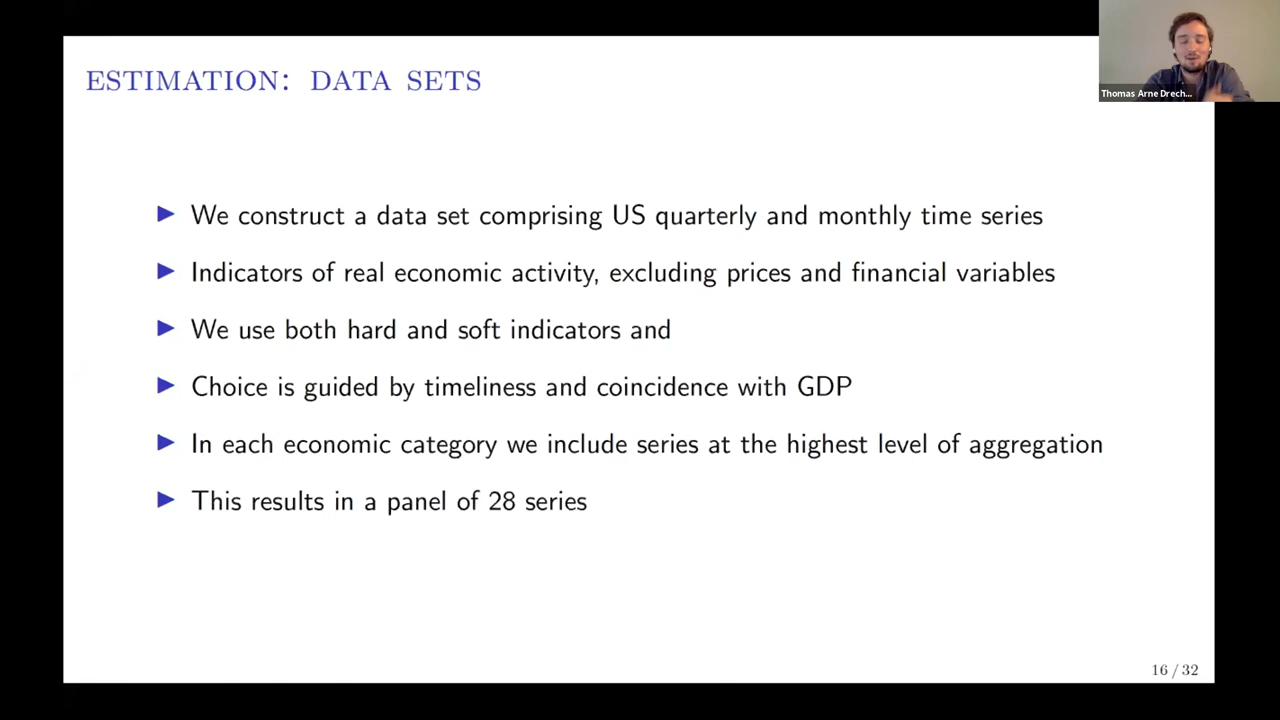 ESTIMATION: DATA SETS
Thomas Arne Drech...
▶ We construct a data set comprising US quarterly and monthly time series
▶ Indicators of real economic activity, excluding prices and financial variables
▶ We use both hard and soft indicators and
▶ Choice is guided by timeliness and coincidence with GDP
▶ In each economic category we include series at the highest level of aggregation
▶ This results in a panel of 28 series
16 / 32